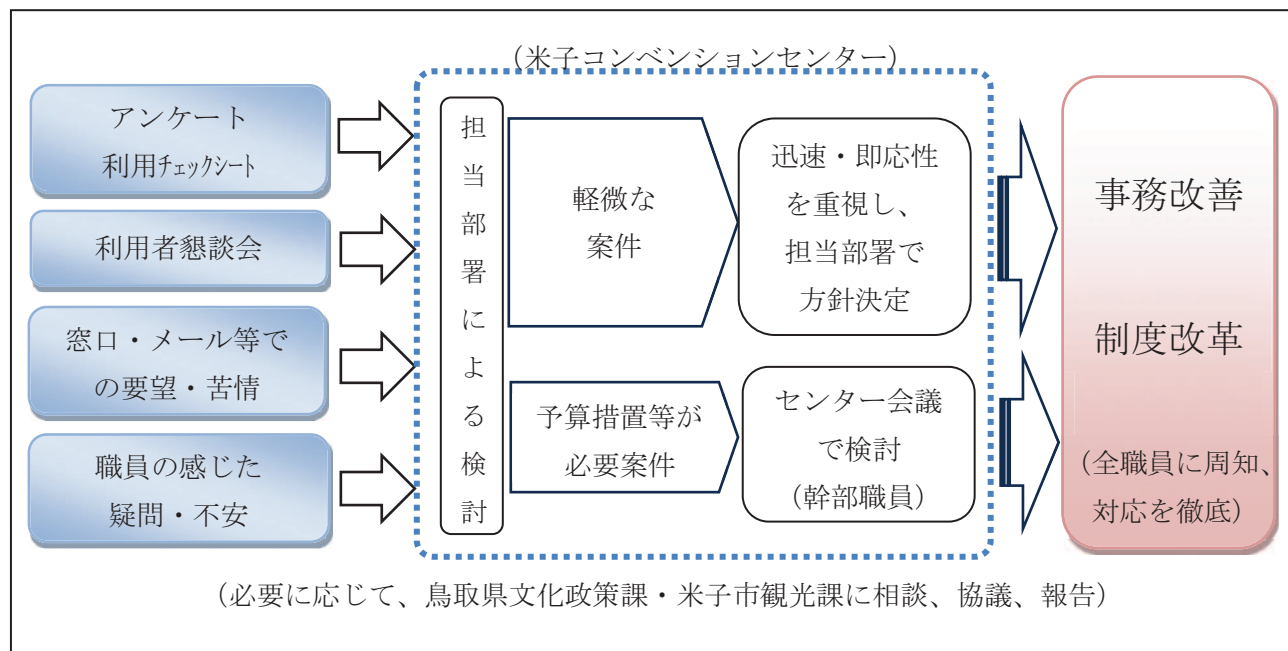 （米子コンベンションセンター）
アンケート
利用チェックシート
利用者懇談会
窓口・メール等で
の要望・苦情
職員の感じた
疑問・不安
担当部署による検討
軽微な
案件
迅速・即応性
を重視し、
担当部署で
方針決定
予算措置等が
必要案件
センター会議
で検討
（幹部職員）
事務改善
制度改革
（全職員に周知、
対応を徹底）
（必要に応じて、鳥取県文化政策課・米子市観光課に相談、協議、報告）